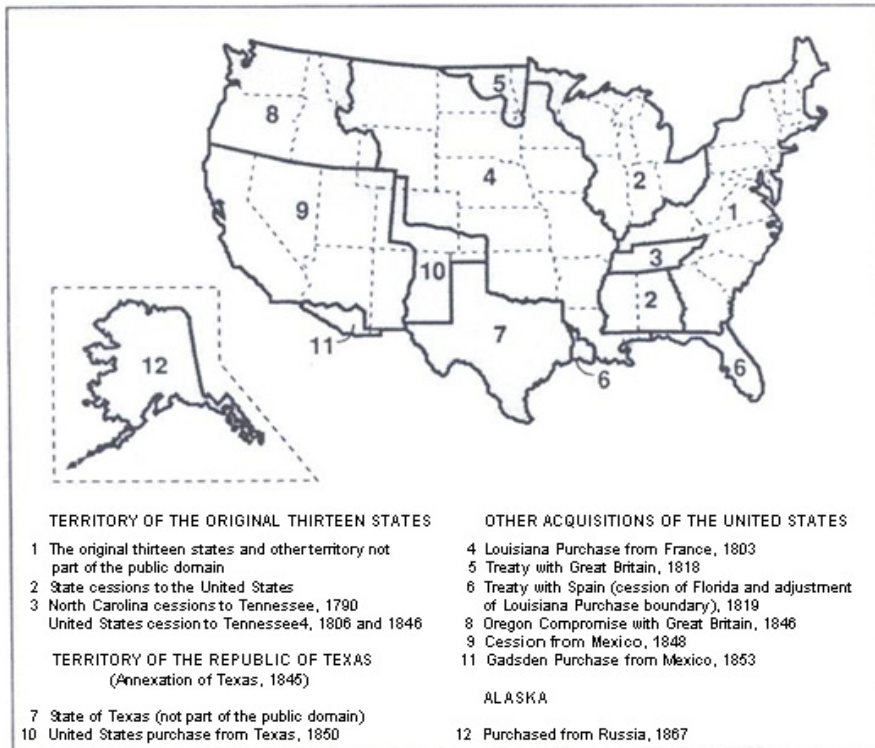 5
8
4
2
9
1
3
10
2
7
11
6
6
12
TERRITORY OF THE ORIGINAL THIRTEEN STATES
1 The original thirteen states and other territory not
part of the public domain
2 State cessions to the United States
3 North Carolina cessions to Tennessee, 1790
United States cession to Tennessee4, 1806 and 1846
TERRITORY OF THE REPUBLIC OF TEXAS
(Annexation of Texas, 1845)
7 State of Texas (not part of the public domain)
10 United States purchase from Texas, 1850
OTHER ACQUISITIONS OF THE UNITED STATES
4 Louisiana Purchase from France, 1803
5 Treaty with Great Britain, 1818
6 Treaty with Spain (cession of Florida and adjustment
of Louisiana Purchase boundary), 1819
8 Oregon Compromise with Great Britain, 1846
9 Cession from Mexico, 1848
11 Gadsden Purchase from Mexico, 1853
ALASKA
12 Purchased from Russia, 1867